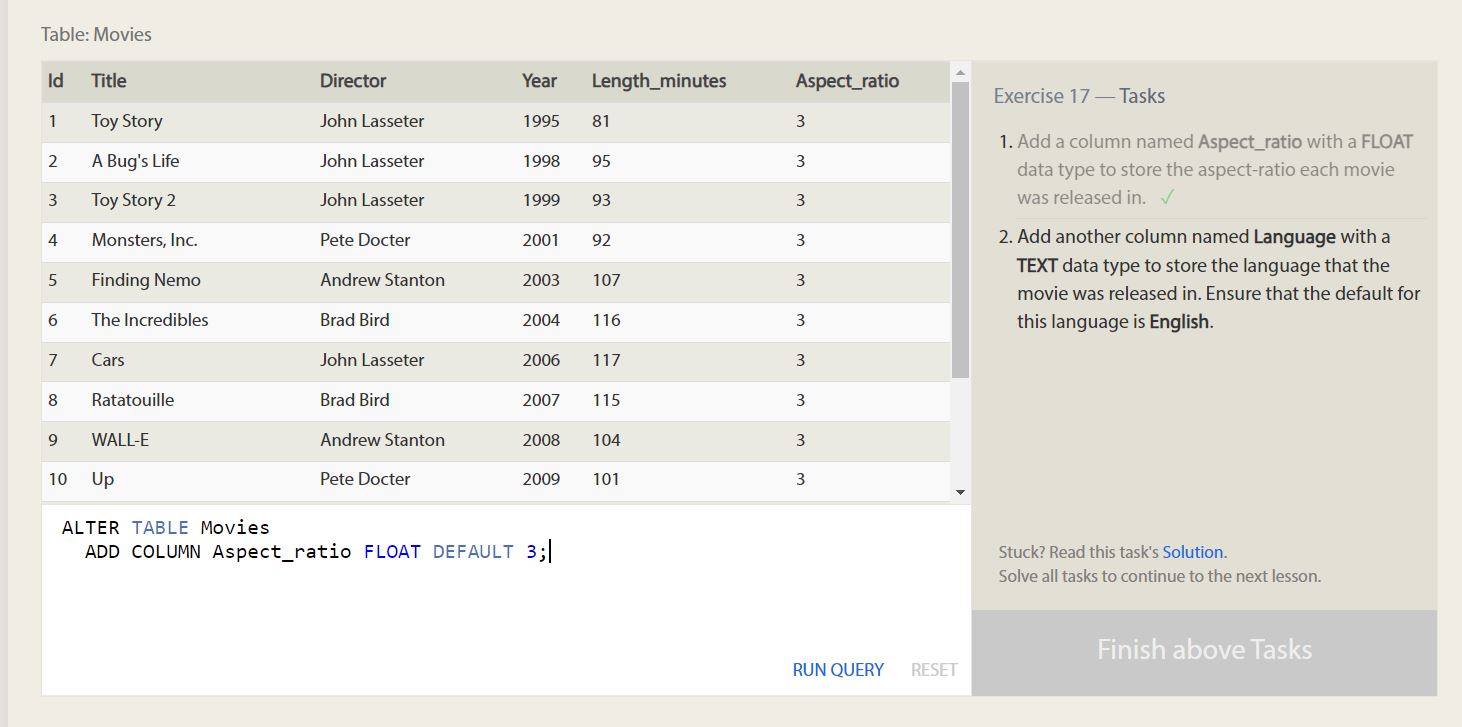 Table: Movies
Id Title Director Year Length_minutes Aspect_ratio
1 Toy Story John Lasseter 1995 81 3
2 A Bug's Life John Lasseter 1998 95 3
3 Toy Story 2 John Lasseter 1999 93 3
4 Monsters, Inc. Pete Docter 2001 92 3
5 Finding Nemo Andrew Stanton 2003 107 3
6 The Incredibles Brad Bird 2004 116 3
7 Cars John Lasseter 2006 117 3
8 Ratatouille Brad Bird 2007 115 3
9 WALL-E Andrew Stanton 2008 104 3
10 Up Pete Docter 2009 101 3
ALTER TABLE Movies
ADD COLUMN Aspect_ratio FLOAT DEFAULT 3;
RUN QUERY RESET
Exercise 17 — Tasks
1. Add a column named Aspect_ratio with a FLOAT
data type to store the aspect-ratio each movie
was released in. ✓
2. Add another column named Language with a
TEXT data type to store the language that the
movie was released in. Ensure that the default for
this language is English.
Stuck? Read this task's Solution.
Solve all tasks to continue to the next lesson.
Finish above Tasks